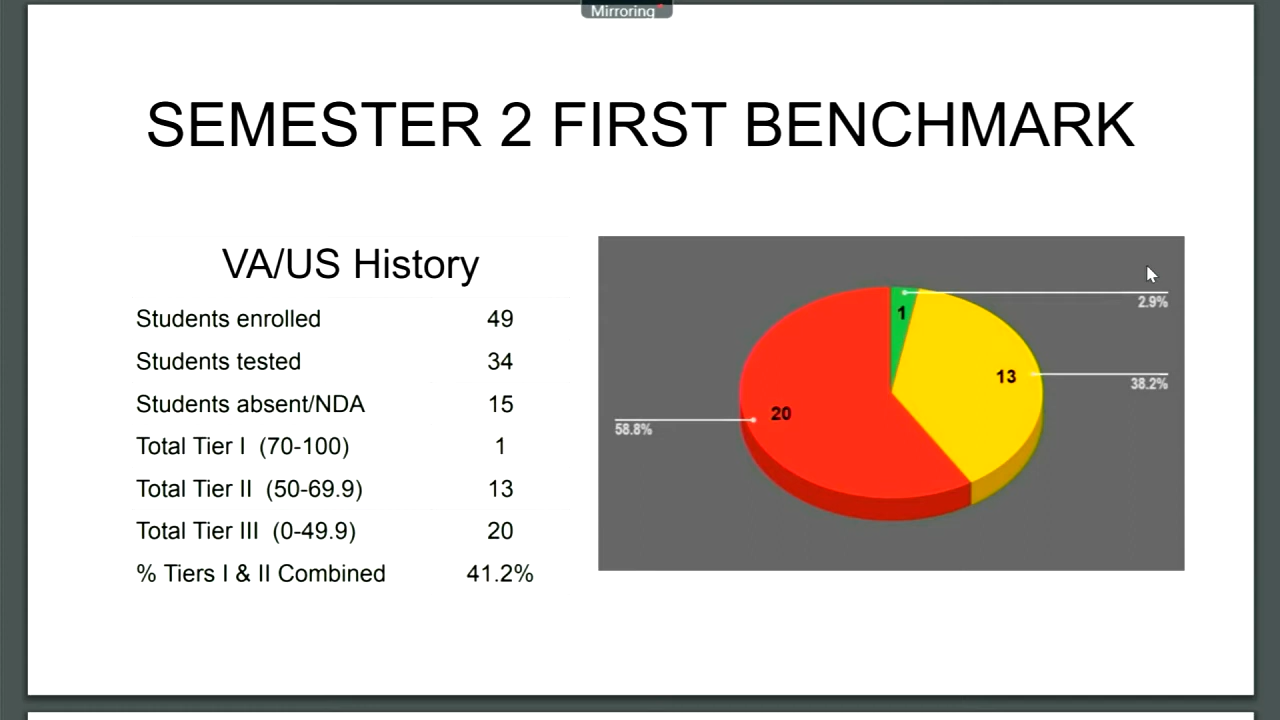 Mirroring
SEMESTER 2 FIRST BENCHMARK
VA/US History
Students enrolled 49
Students tested 34
Students absent/NDA 15
Total Tier I (70-100) 1
Total Tier II (50-69.9) 13
Total Tier III (0-49.9) 20
% Tiers I & II Combined 41.2%
2.9%
1
13
38.2%
20
58.8%